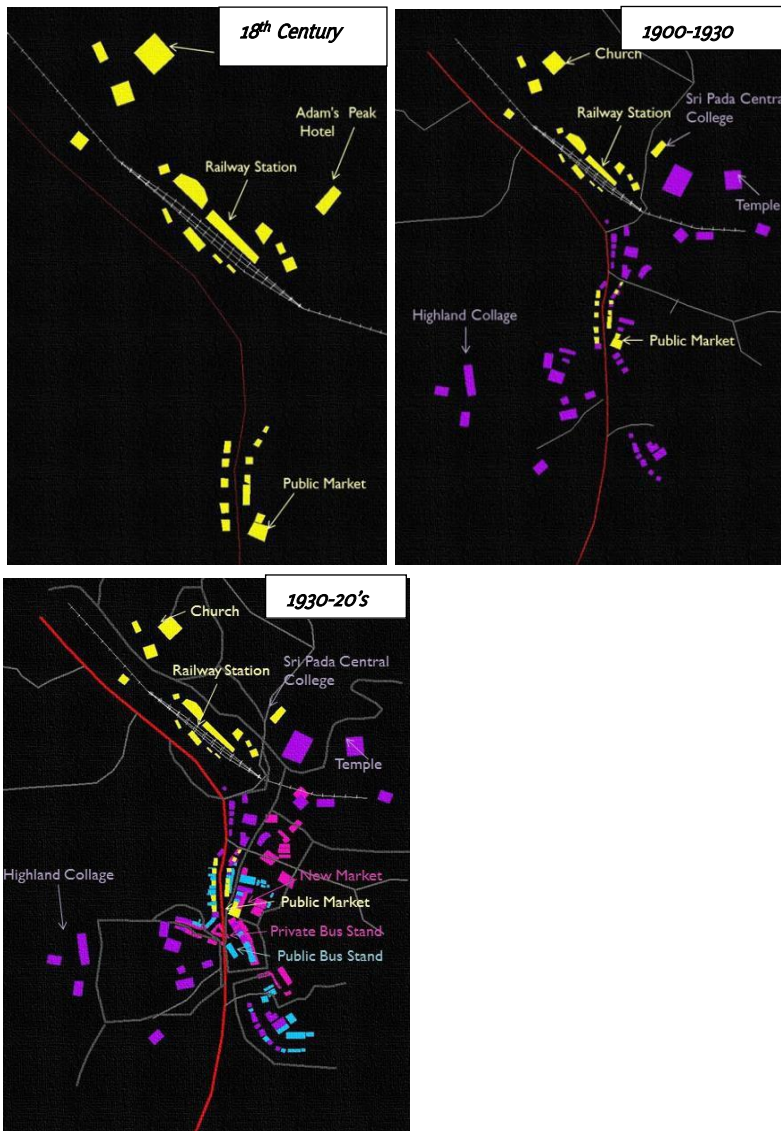 18th Century
Adam's Peak
Hotel
Railway Station
Public Market
1900-1930
Church
Sri Pada Central
College
Railway Station
Temple
Highland Collage
Public Market
1930-20's
Church
Railway Station
Sri Pada Central
College
Temple
Highland Collage
New Market
Public Market
Private Bus Stand
Public Bus Stand